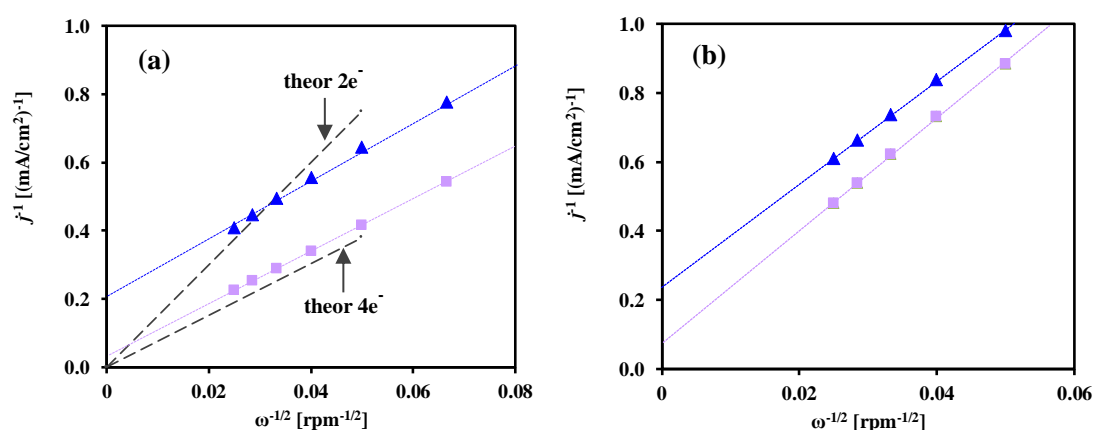 (a)
1.0
0.8
0.6
0.4
0.2
0.0
0 0.02 0.04 0.06 0.08
j⁻¹ [(mA/cm²)⁻¹]
ω⁻¹/² [rpm⁻¹/²]
theor 2e⁻
theor 4e⁻
(b)
1.0
0.8
0.6
0.4
0.2
0.0
0 0.02 0.04 0.06
j⁻¹ [(mA/cm²)⁻¹]
ω⁻¹/² [rpm⁻¹/²]